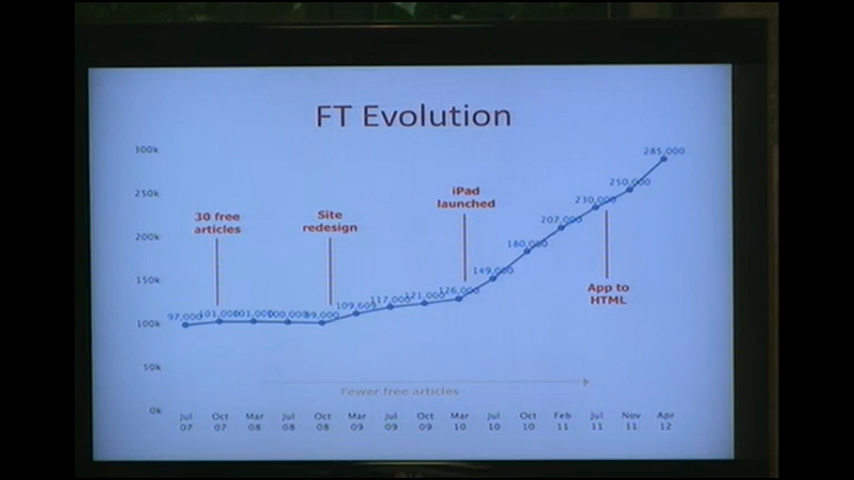 FT Evolution
300k
250k
200k
150k
100k
50k
0k
30 free
articles
Site
redesign
iPad
launched
App to
HTML
97,000
101,000
101,000
100,000
99,000
109,609
117,000
121,000
126,000
149,000
180,000
207,000
230,000
250,000
285,000
Fewer free articles
Jul Oct Mar Jul Oct Mar Jul Oct Mar Jul Oct Feb Jul Nov Apr
07 07 08 08 08 09 09 09 10 10 10 11 11 11 12